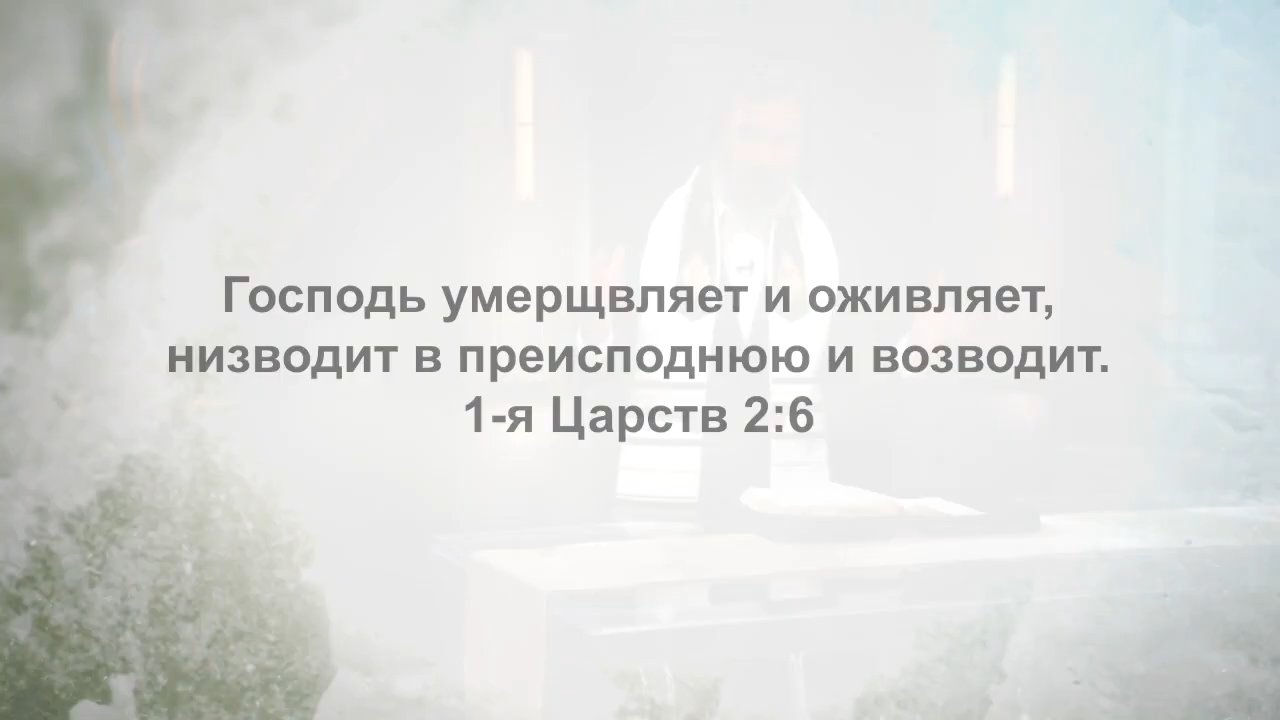 Господь умерщвляет и оживляет,
низводит в преисподнюю и возводит.
1-я Царств 2:6